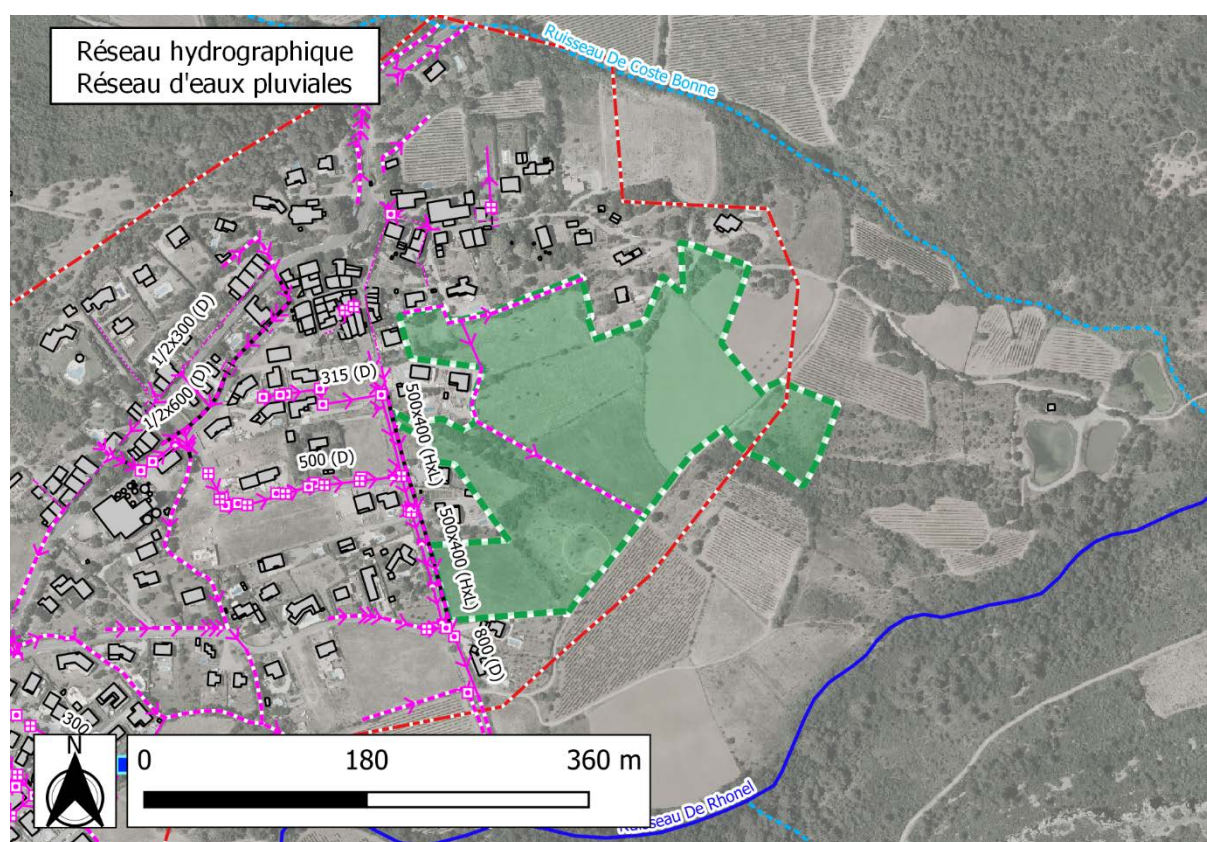 Réseau hydrographique
Réseau d'eaux pluviales
Ruisseau De Coste Bonne
1/2x300 (D)
1/2x600 (D)
315 (D)
500x400 (HxL)
500 (D)
500x400 (HxL)
800 (D)
300
N
0 180 360 m
Ruisseau De Rhonel